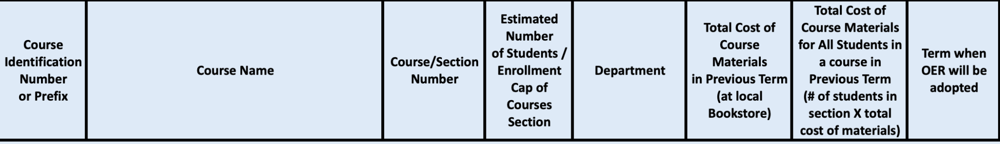 Course
Identification
Number
or Prefix
Course Name
Course/Section
Number
Estimated
Number
of Students /
Enrollment
Cap of
Courses
Section
Department
Total Cost of
Course
Materials
in Previous Term
(at local
Bookstore)
Total Cost of
Course Materials
for All Students in
a course in
Previous Term
(# of students in
section X total
cost of materials)
Term when
OER will be
adopted